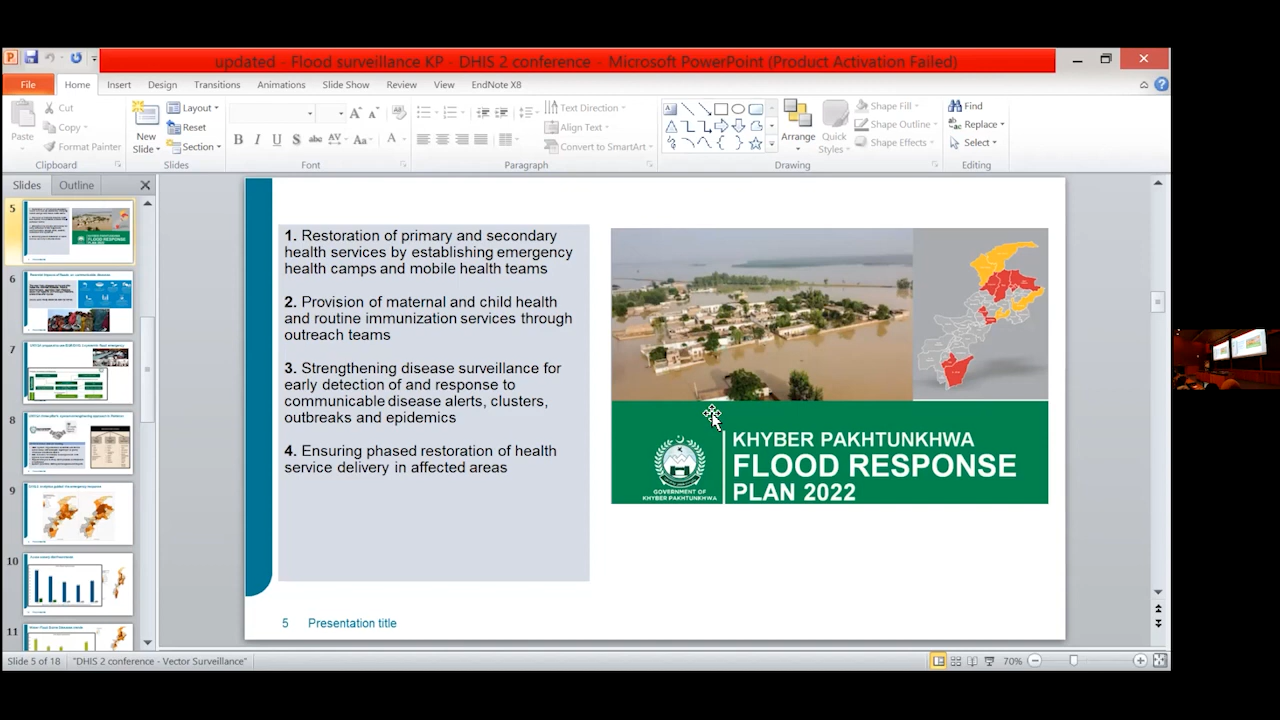 updated - Flood surveillance KP - DHIS 2 conference - Microsoft PowerPoint (Product Activation Failed)
File Home Insert Design Transitions Animations Slide Show Review View EndNote X8
Paste
Cut
Copy
Format Painter
Clipboard
New
Slide
Layout
Reset
Section
Slides
Font
Text Direction
Align Text
Convert to SmartArt
Paragraph
Arrange
Quick
Styles
Shape Fill
Shape Outline
Shape Effects
Drawing
Find
Replace
Select
Editing
Slides Outline
5
6
7
8
9
10
11
1. Restoration of primary and secondary
health services by establishing emergency
health camps and mobile health teams
2. Provision of maternal and child health
and routine immunization services through
outreach teams
3. Strengthening disease surveillance for
early detection of and response to
communicable disease alerts, clusters,
outbreaks and epidemics
4. Ensuring phased restoration of health
service delivery in affected areas
GOVERNMENT OF
KHYBER PAKHTUNKHWA
KHYBER PAKHTUNKHWA
FLOOD RESPONSE
PLAN 2022
5 Presentation title
Slide 5 of 18 "DHIS 2 conference - Vector Surveillance" 70%